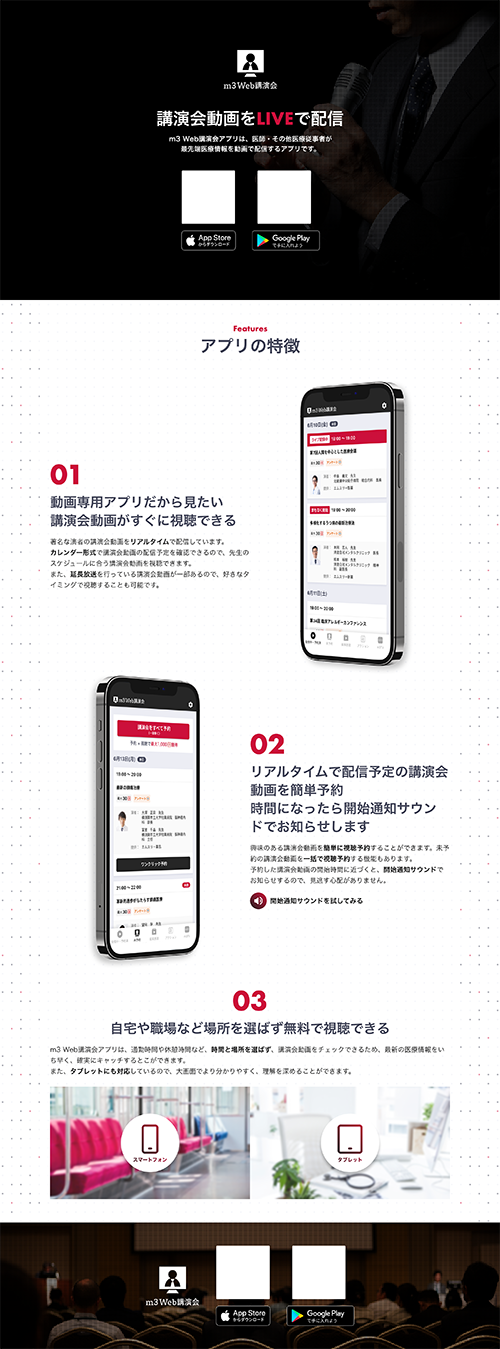 m3 Web講演会
講演会動画をLIVEで配信
m3 Web講演会アプリは、医師・その他医療従事者が
最先端医療情報を動画で配信するアプリです。
App Store
からダウンロード
Google Play
で手に入れよう
Features
アプリの特徴
m3 Web講演会
6月10日(金)
12:00 ~ 19:00
19:00 ~ 20:00
6月11日(土)
19:00 ~ 20:00
第34回 臨床アレルギーカンファレンス
01
動画専用アプリだから見たい
講演会動画がすぐに視聴できる
著名な演者の講演会動画をリアルタイムで配信しています。
カレンダー形式で講演会動画の配信予定を確認できるので、先生の
スケジュールに合う講演会動画を視聴できます。
また、延長放送を行っている講演会動画が一部あるので、好きなタ
イミングで視聴することも可能です。
m3 Web講演会
講演会をすべて予約
6月13日(月)
19:00 ~ 20:00
ワンクリック予約
21:00 ~ 22:00
02
リアルタイムで配信予定の講演会
動画を簡単予約
時間になったら開始通知サウン
ドでお知らせします
興味のある講演会動画を簡単に視聴予約することができます。未予
約の講演会動画を一括で視聴予約する機能もあります。
予約した講演会動画の開始時間に近づくと、開始通知サウンドで
お知らせするので、見逃す心配がありません。
開始通知サウンドを試してみる
03
自宅や職場など場所を選ばず無料で視聴できる
m3 Web講演会アプリは、通勤時間や休憩時間など、時間と場所を選ばず、講演会動画をチェックできるため、最新の医療情報をい
ち早く、確実にキャッチするとこができます。
また、タブレットにも対応しているので、大画面でより分かりやすく、理解を深めることができます。
スマートフォン
タブレット
m3 Web講演会
App Store
からダウンロード
Google Play
で手に入れよう